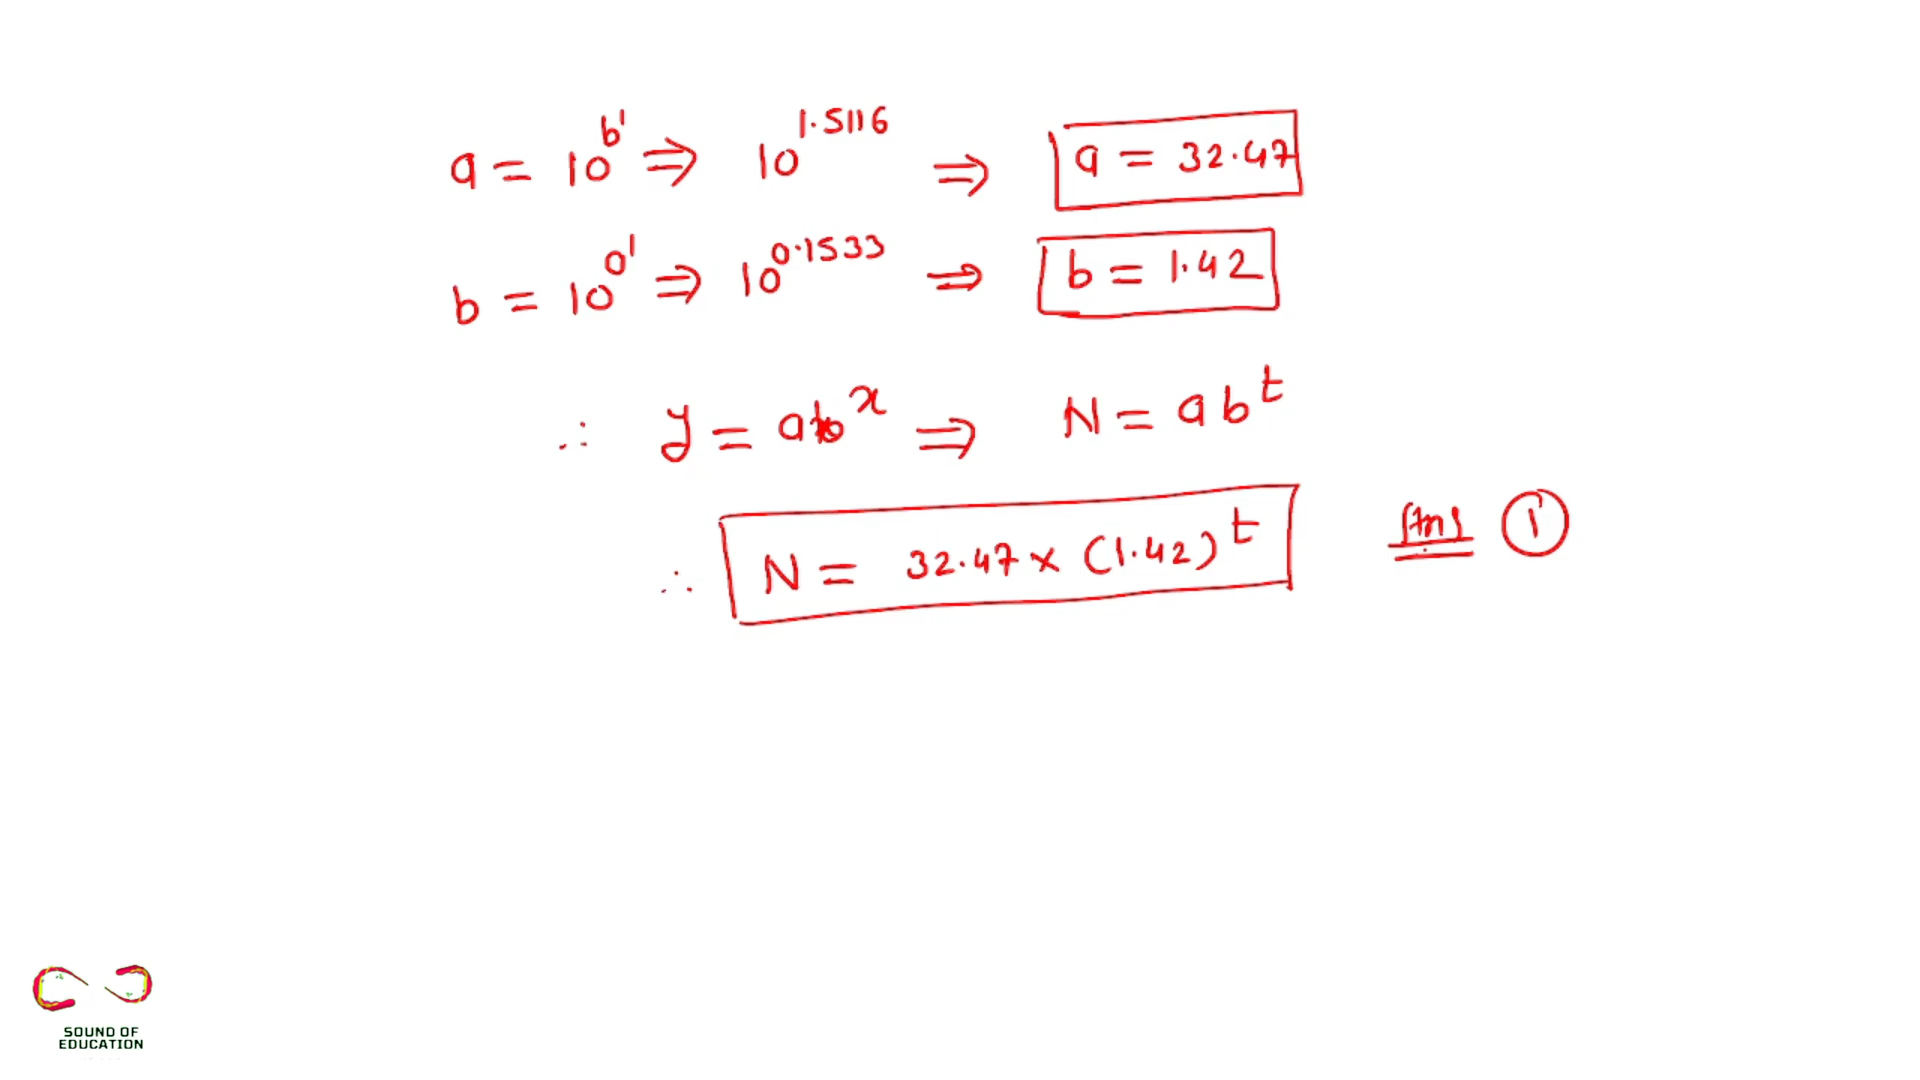 a = 10^b' ⇒ 10^1.5116 ⇒ a = 32.47
b = 10^a' ⇒ 10^0.1533 ⇒ b = 1.42
∴ y = ab^x ⇒ N = ab^t
∴ N = 32.47 × (1.42)^t Ans ①
SOUND OF
EDUCATION